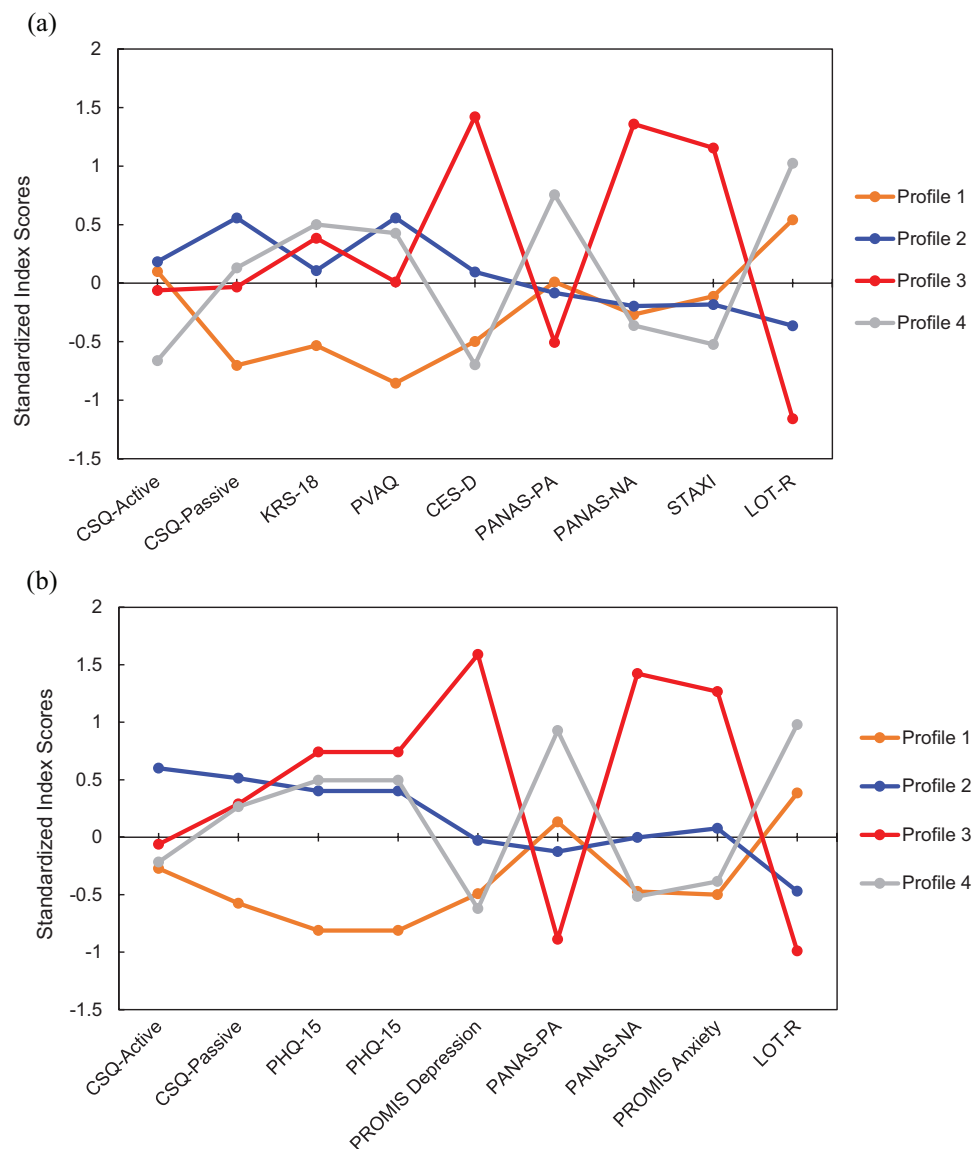 (a)
2
1.5
1
0.5
0
-0.5
-1
-1.5
Standardized Index Scores
CSQ-Active
CSQ-Passive
KRS-18
PVAQ
CES-D
PANAS-PA
PANAS-NA
STAXI
LOT-R
Profile 1
Profile 2
Profile 3
Profile 4
(b)
2
1.5
1
0.5
0
-0.5
-1
-1.5
Standardized Index Scores
CSQ-Active
CSQ-Passive
PHQ-15
PHQ-15
PROMIS Depression
PANAS-PA
PANAS-NA
PROMIS Anxiety
LOT-R
Profile 1
Profile 2
Profile 3
Profile 4